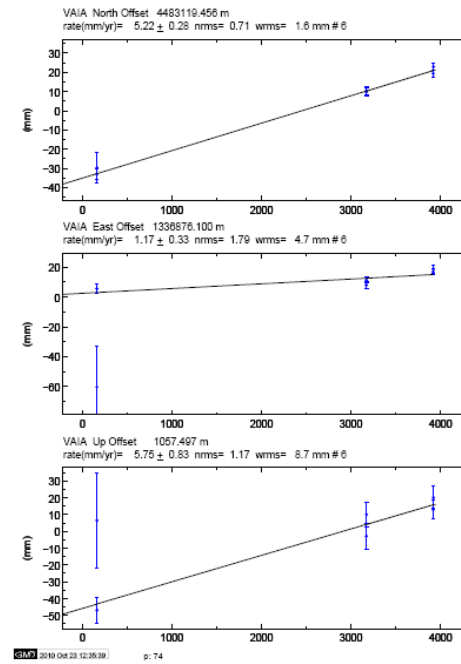 VAIA North Offset 4483119.456 m
rate(mm/yr)= 5.22 ± 0.28 nrms= 0.71 wrms= 1.6 mm # 6
30
20
10
0
−10
−20
−30
−40
(mm)
0 1000 2000 3000 4000
VAIA East Offset 1336876.100 m
rate(mm/yr)= 1.17 ± 0.33 nrms= 1.79 wrms= 4.7 mm # 6
20
0
−20
−40
−60
(mm)
0 1000 2000 3000 4000
VAIA Up Offset 1057.497 m
rate(mm/yr)= 5.75 ± 0.83 nrms= 1.17 wrms= 8.7 mm # 6
30
20
10
0
−10
−20
−30
−40
−50
(mm)
0 1000 2000 3000 4000
GMD 2010 Oct 23 12:35:39 p: 74